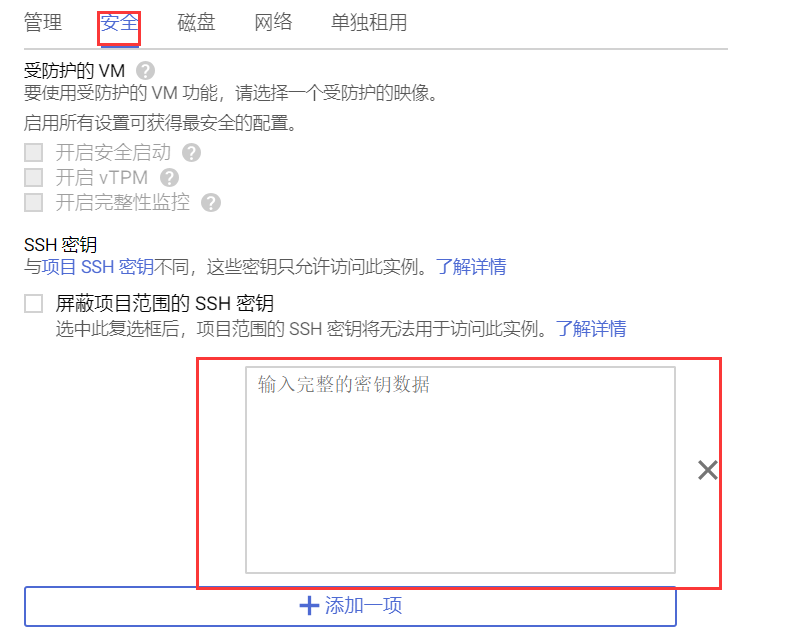 管理 安全 磁盘 网络 单独租用
受防护的 VM ?
要使用受防护的 VM 功能，请选择一个受防护的映像。
启用所有设置可获得最安全的配置。
开启安全启动 ?
开启 vTPM ?
开启完整性监控 ?
SSH 密钥
与项目 SSH 密钥不同，这些密钥只允许访问此实例。了解详情
屏蔽项目范围的 SSH 密钥
选中此复选框后，项目范围的 SSH 密钥将无法用于访问此实例。了解详情
输入完整的密钥数据
添加一项